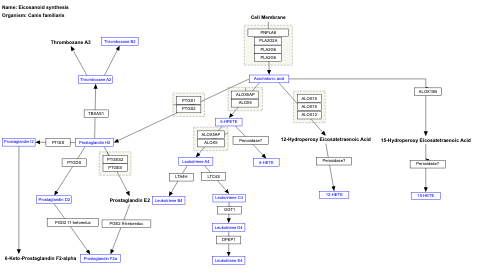 Name: Eicosanoid synthesis
Organism: Canis familiaris
Cell Membrane
PNPLA8
PLA2G2A
PLA2G6
PLA2G6
Thromboxane A3
Thromboxane B2
Thromboxane A2
Arachidonic acid
ALOX15B
PTGS1
PTGS2
ALOX5AP
ALOX5
ALOX15
ALOX15
ALOX12
TBXAS1
5-HPETE
Prostaglandin I2
PTGIS
Prostaglandin H2
ALOX5AP
ALOX5
Peroxidase?
12-Hydroperoxy Eicosatetraenoic Acid
15-Hydroperoxy Eicosatetraenoic Acid
PTGDS
PTGES2
PTGES
Leukotriene A4
5-HETE
Peroxidase?
Peroxidase?
LTA4H
LTC4S
Prostaglandin D2
Prostaglandin E2
Leukotriene B4
Leukotriene C4
12-HETE
15-HETE
GGT1
PGD2 11-ketoreduc
PGE2 9-ketoreduc
Leukotriene D4
DPEP1
6-Keto-Prostaglandin F2-alpha
Prostaglandin F2a
Leukotriene E4